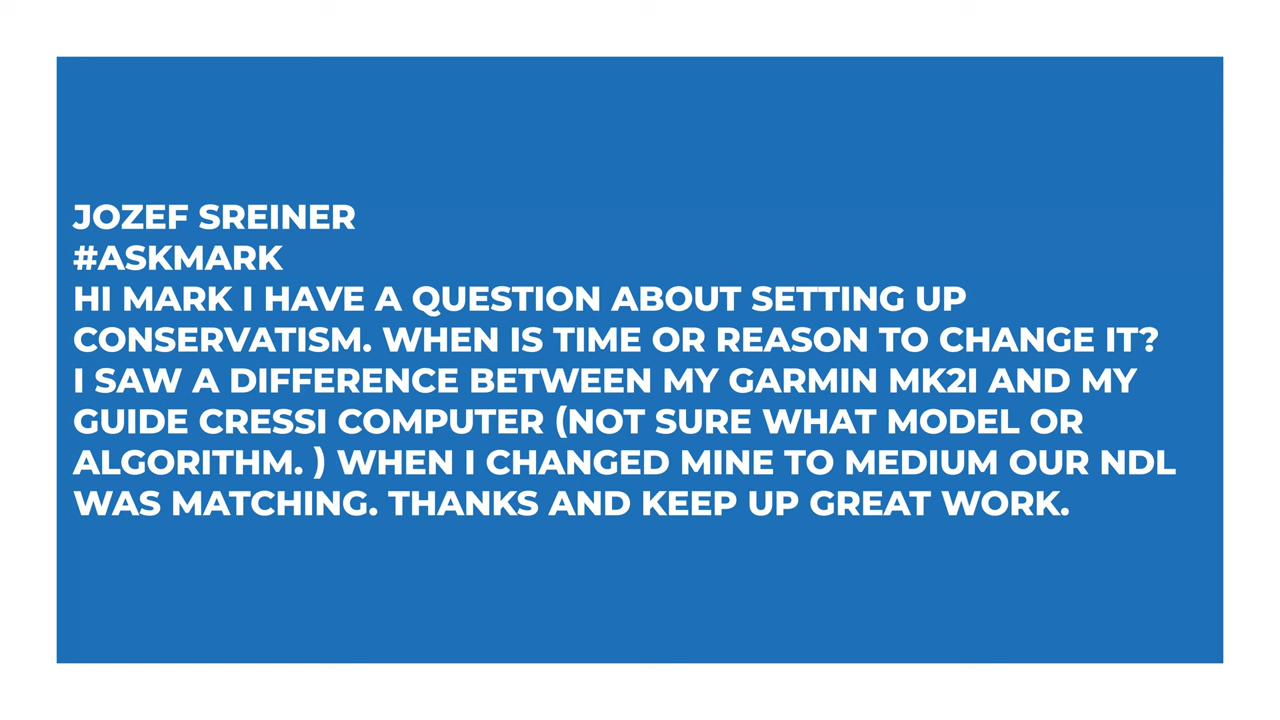 JOZEF SREINER
#ASKMARK
HI MARK I HAVE A QUESTION ABOUT SETTING UP
CONSERVATISM. WHEN IS TIME OR REASON TO CHANGE IT?
I SAW A DIFFERENCE BETWEEN MY GARMIN MK2I AND MY
GUIDE CRESSI COMPUTER (NOT SURE WHAT MODEL OR
ALGORITHM. ) WHEN I CHANGED MINE TO MEDIUM OUR NDL
WAS MATCHING. THANKS AND KEEP UP GREAT WORK.